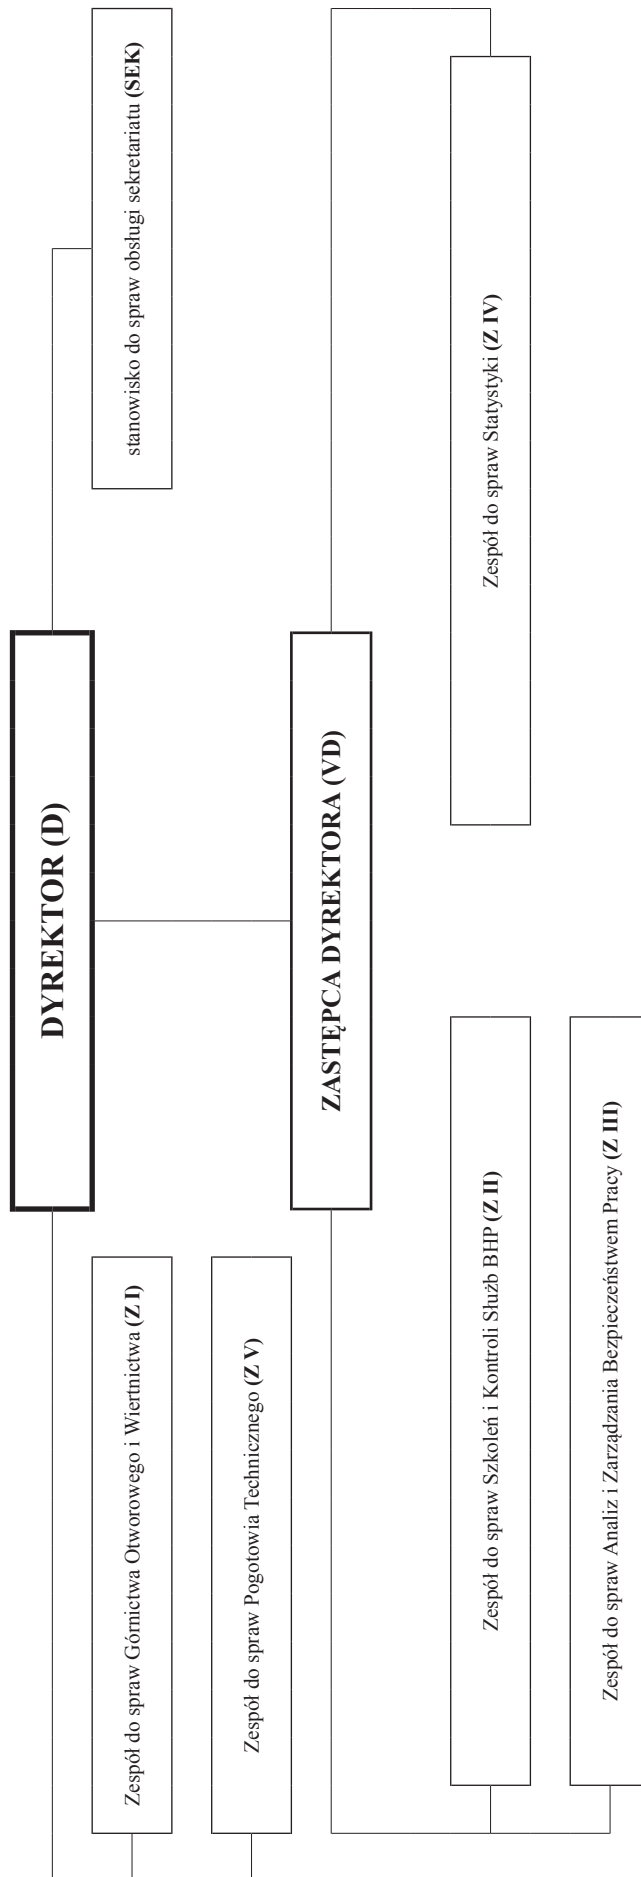 DYREKTOR (D)
Zespół do spraw Górnictwa Otworowego i Wiertnictwa (Z I)
stanowisko do spraw obsługi sekretariatu (SEK)
Zespół do spraw Pogotowia Technicznego (Z V)
ZASTĘPCA DYREKTORA (VD)
Zespół do spraw Szkoleń i Kontroli Służb BHP (Z II)
Zespół do spraw Statystyki (Z IV)
Zespół do spraw Analiz i Zarządzania Bezpieczeństwem Pracy (Z III)